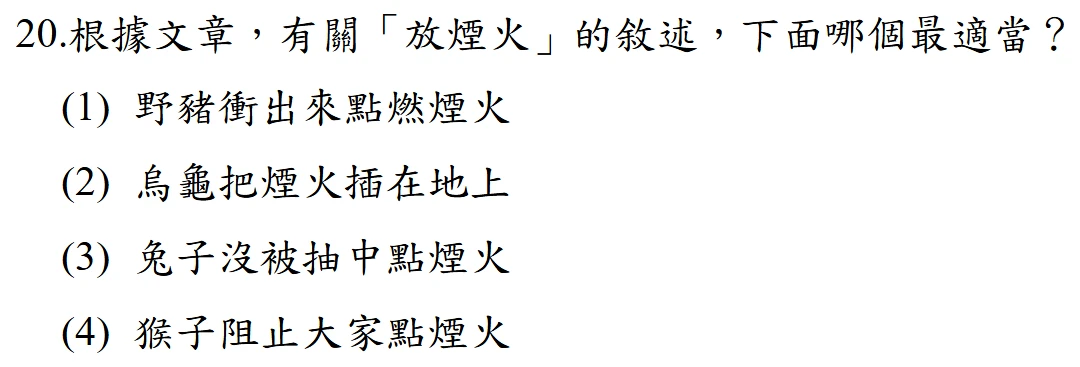 20.根據文章，有關「放煙火」的敘述，下面哪個最適當？
(1) 野豬衝出來點燃煙火
(2) 烏龜把煙火插在地上
(3) 兔子沒被抽中點煙火
(4) 猴子阻止大家點煙火